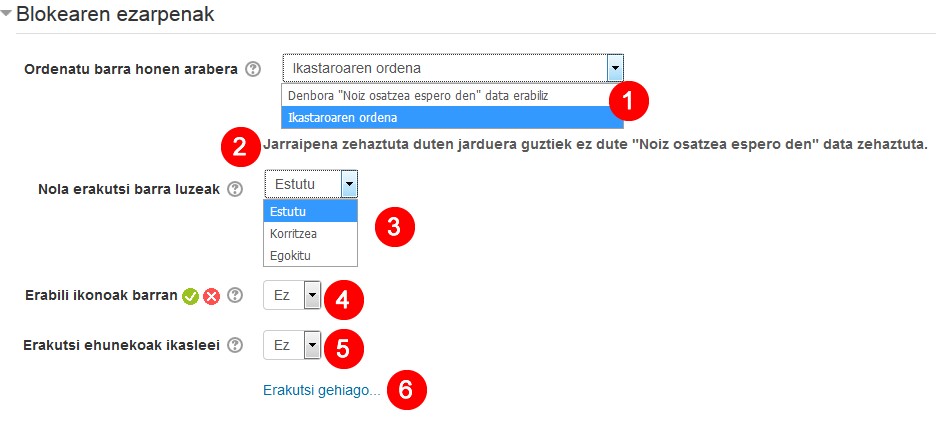 Blokearen ezarpenak
Ordenatu barra honen arabera Ikastaroaren ordena
Denbora "Noiz osatzea espero den" data erabiliz
Ikastaroaren ordena
1
2 Jarraipena zehaztuta duten jarduera guztiek ez dute "Noiz osatzea espero den" data zehaztuta.
Nola erakutsi barra luzeak Estutu
Estutu
Korritzea
Egokitu
3
Erabili ikonoak barran Ez 4
Erakutsi ehunekoak ikasleei Ez 5
Erakutsi gehiago... 6